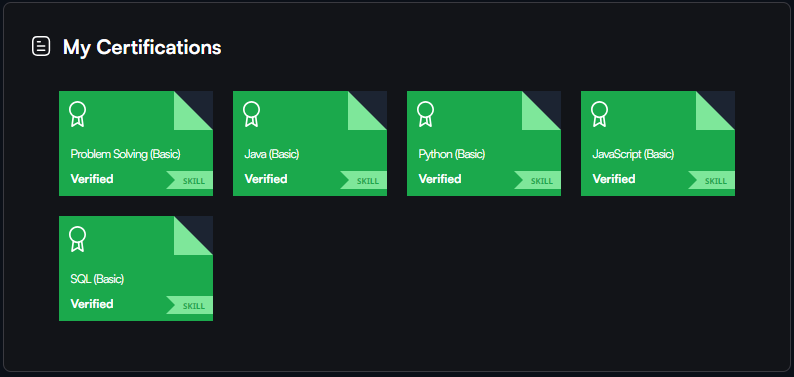 My Certifications
Problem Solving (Basic)
Verified
SKILL
Java (Basic)
Verified
SKILL
Python (Basic)
Verified
SKILL
JavaScript (Basic)
Verified
SKILL
SQL (Basic)
Verified
SKILL